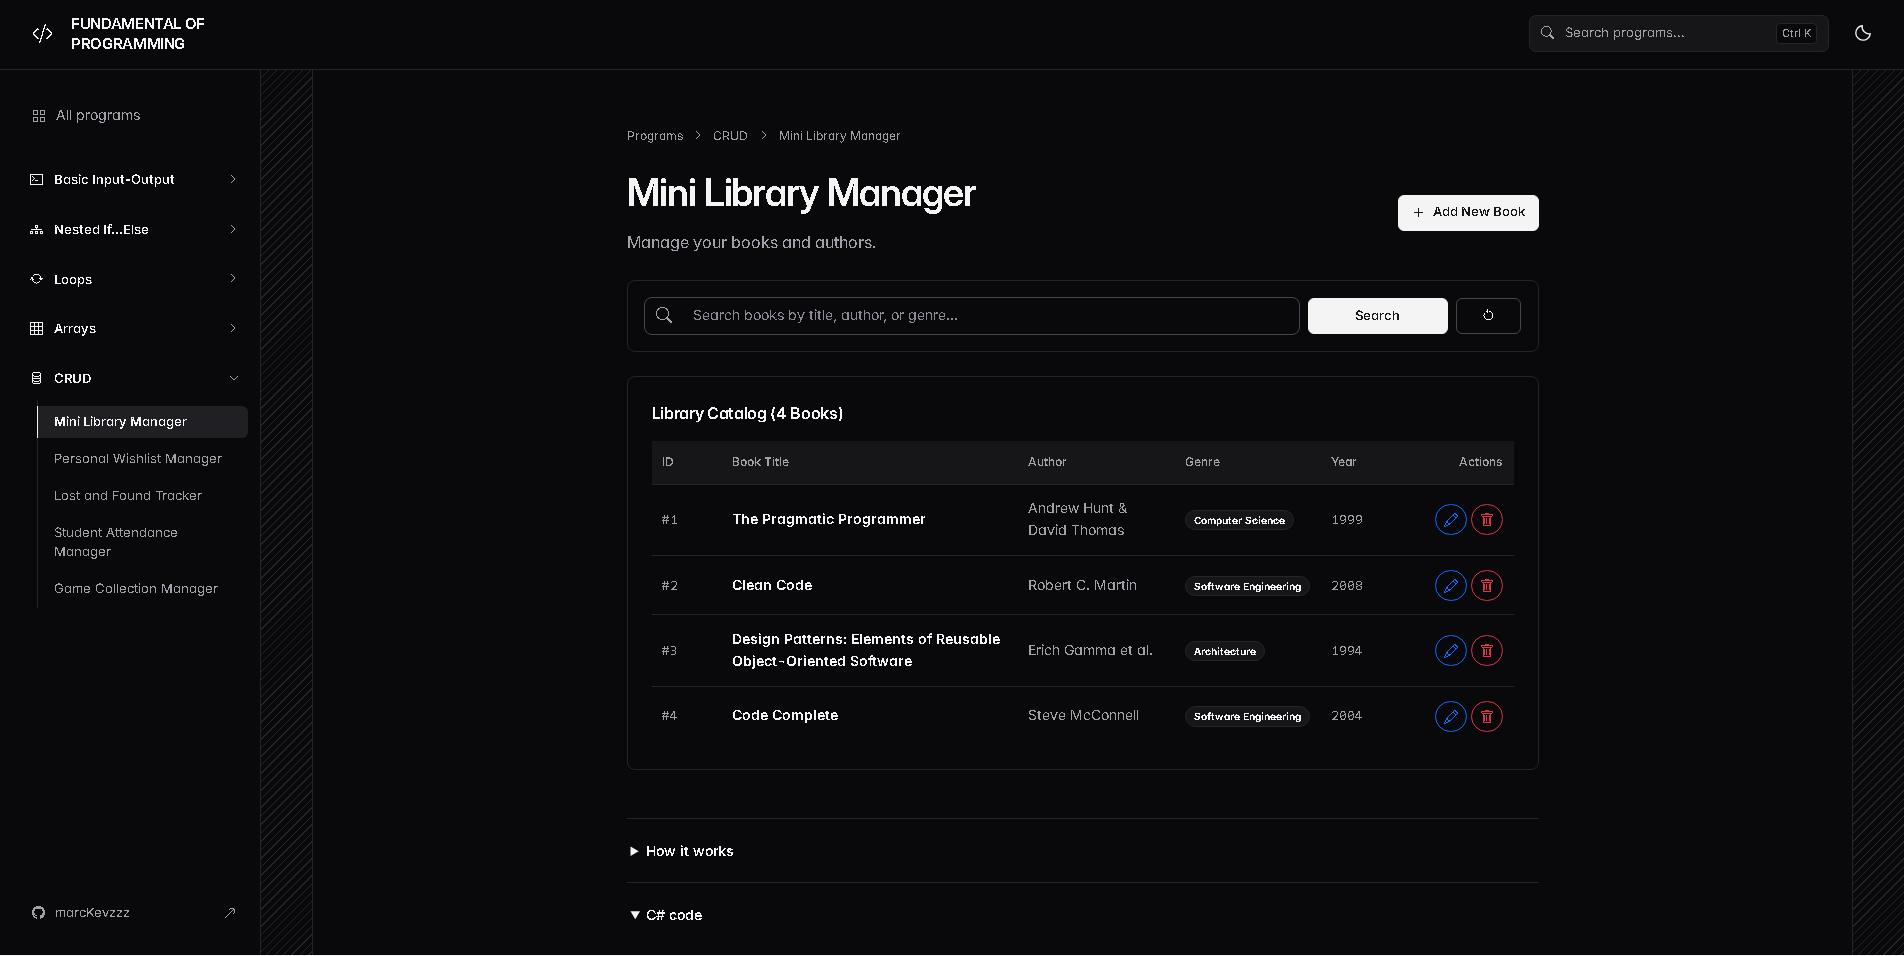 FUNDAMENTAL OF
PROGRAMMING
Search programs...
Ctrl K
All programs
Basic Input-Output
Nested If...Else
Loops
Arrays
CRUD
Mini Library Manager
Personal Wishlist Manager
Lost and Found Tracker
Student Attendance
Manager
Game Collection Manager
marcKevzzz
Programs
CRUD
Mini Library Manager
Mini Library Manager
Add New Book
Manage your books and authors.
Search books by title, author, or genre...
Search
Library Catalog (4 Books)
ID Book Title Author Genre Year Actions
#1 The Pragmatic Programmer Andrew Hunt &
David Thomas Computer Science 1999
#2 Clean Code Robert C. Martin Software Engineering 2008
#3 Design Patterns: Elements of Reusable
Object-Oriented Software Erich Gamma et al. Architecture 1994
#4 Code Complete Steve McConnell Software Engineering 2004
How it works
C# code